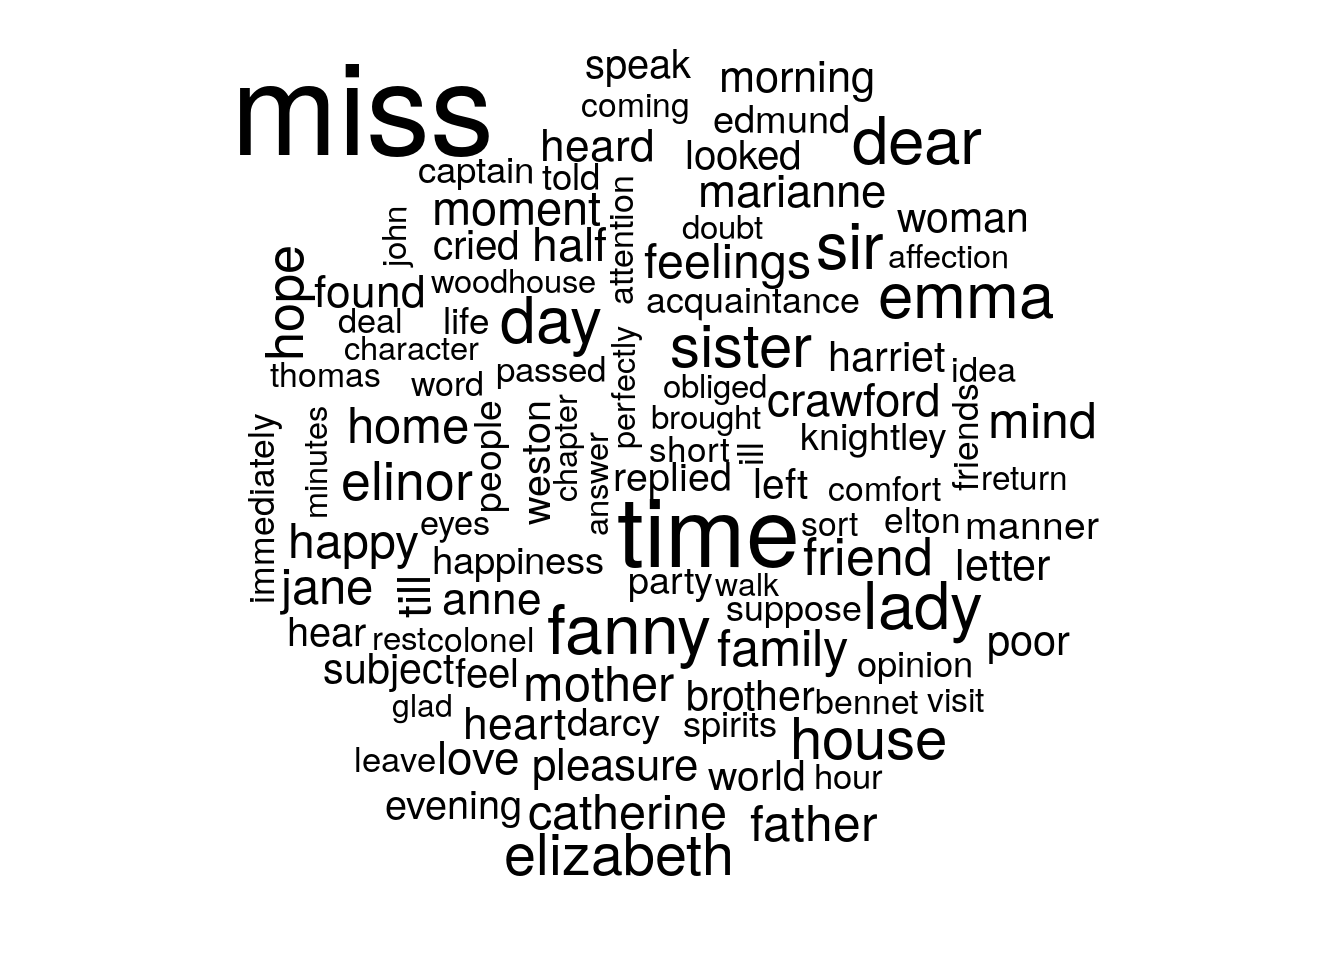 speak
morning
miss
coming
edmund
heard
looked
dear
captain
told
marianne
moment
attention
woman
john
cried
half
doubt
sir
affection
hope
found
woodhouse
feelings
acquaintance
emma
deal
life
day
character
sister
harriet
thomas
word
passed
perfectly
obliged
idea
crawford
friends
immediately
minutes
home
people
weston
chapter
brought
knightley
mind
elinor
answer
short
ill
replied
left
comfort
return
eyes
time
sort
elton
manner
happy
happiness
friend
letter
jane
till
anne
party
walk
suppose
lady
hear
rest
colonel
fanny
family
poor
subject
feel
mother
brother
opinion
bennet
visit
glad
heart
darcy
spirits
house
leave
love
pleasure
world
hour
evening
catherine
father
elizabeth